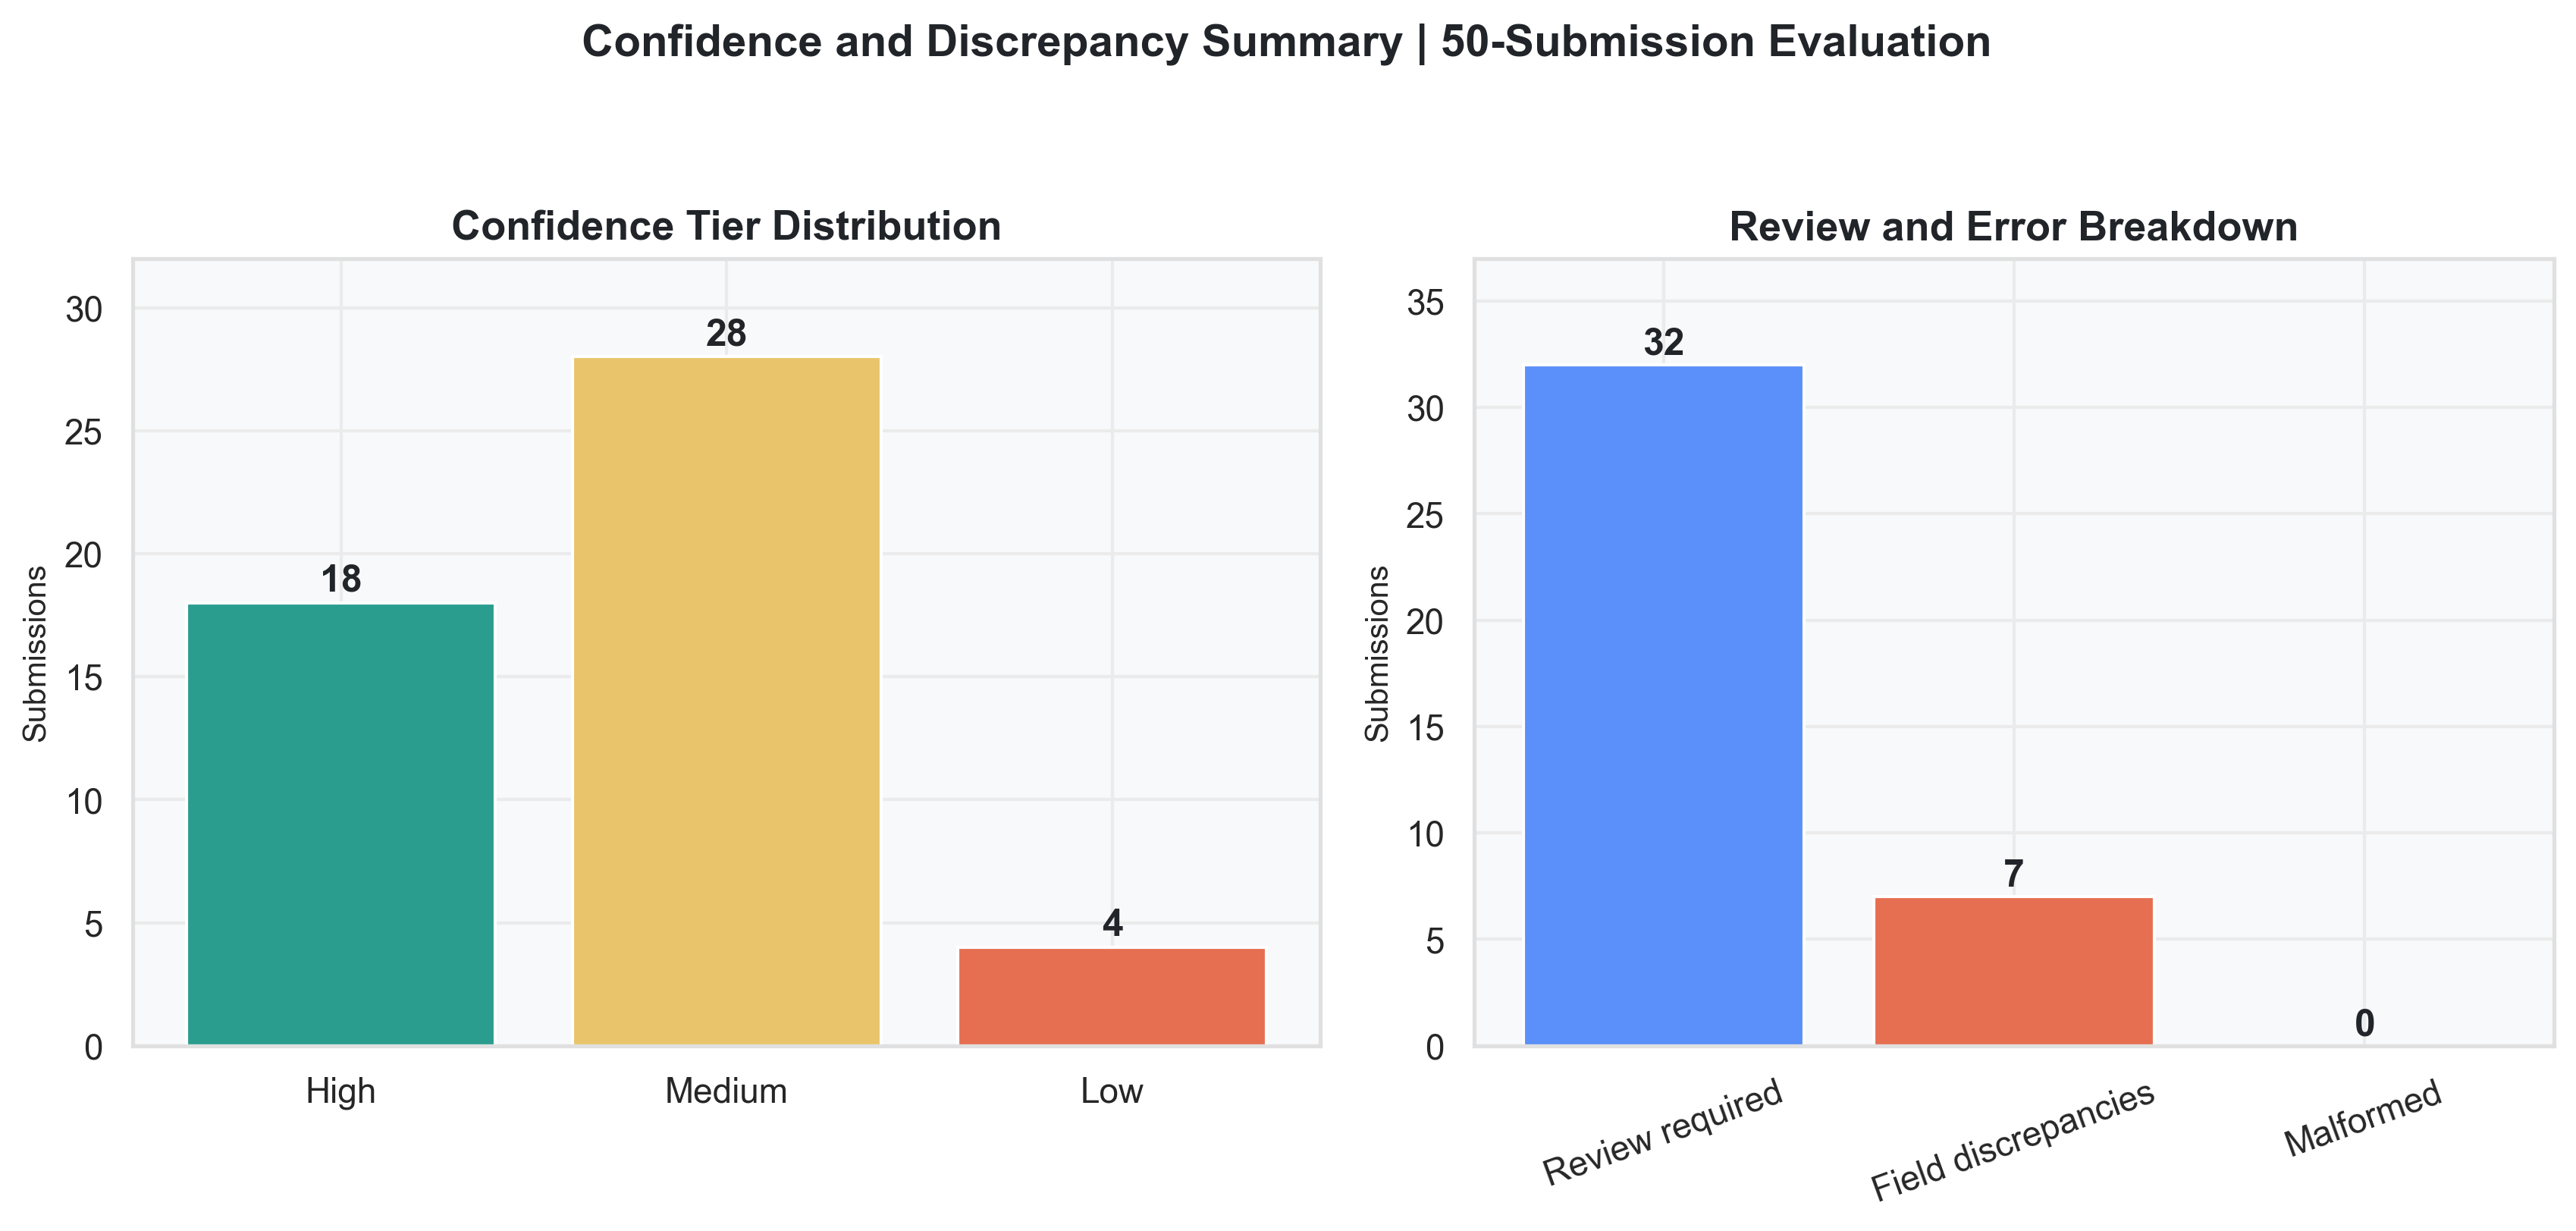 Confidence and Discrepancy Summary | 50-Submission Evaluation
Confidence Tier Distribution
Submissions
30
25
20
15
10
5
0
18
28
4
High
Medium
Low
Review and Error Breakdown
Submissions
35
30
25
20
15
10
5
0
32
7
0
Review required
Field discrepancies
Malformed